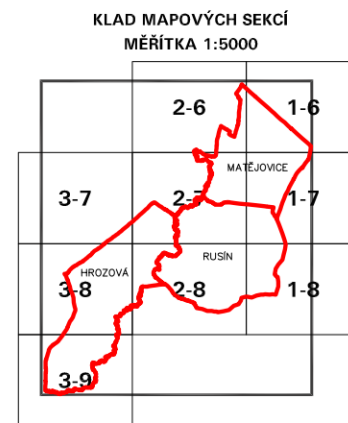 KLAD MAPOVÝCH SEKCÍ
MĚŘÍTKA 1:5000
2-6 1-6
MATĚJOVICE
3-7 2-7 1-7
RUSÍN
HROZOVÁ
3-8 2-8 1-8
3-9